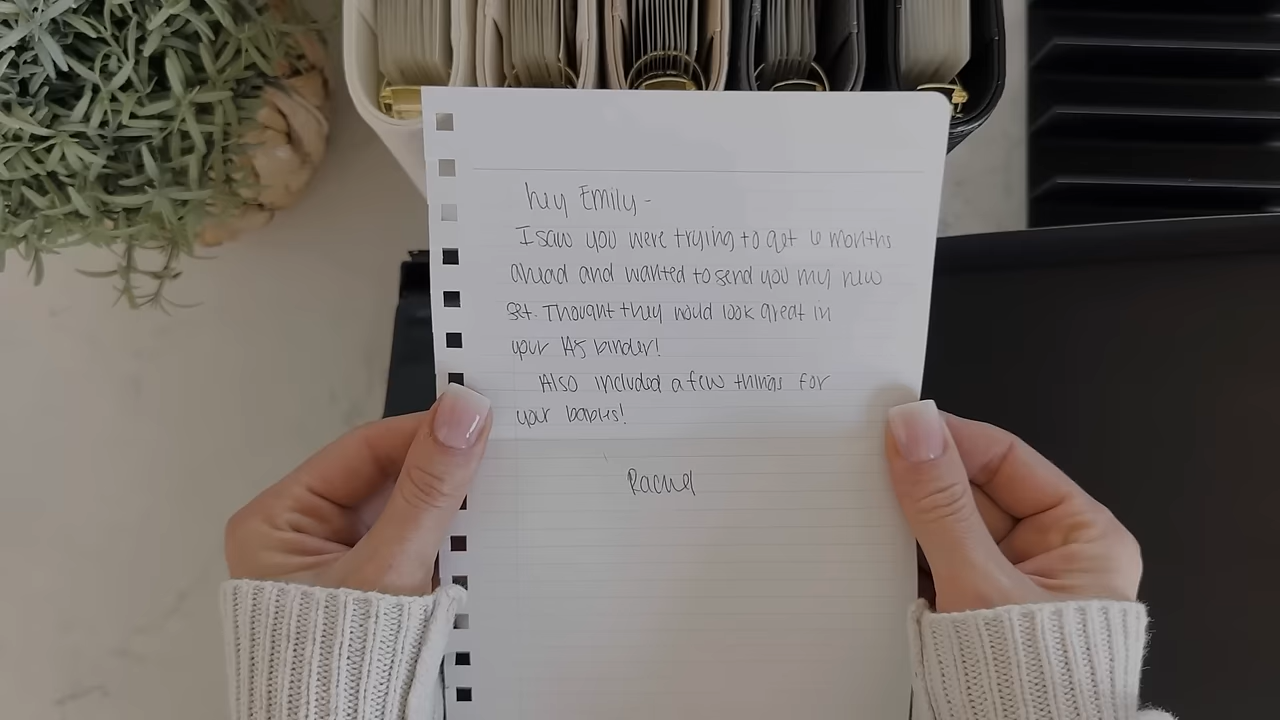 hey Emily -
I saw you were trying to get 6 months
ahead and wanted to send you my new
set. Thought they would look great in
your A5 binder!
Also included a few things for
your babies!
Rachel